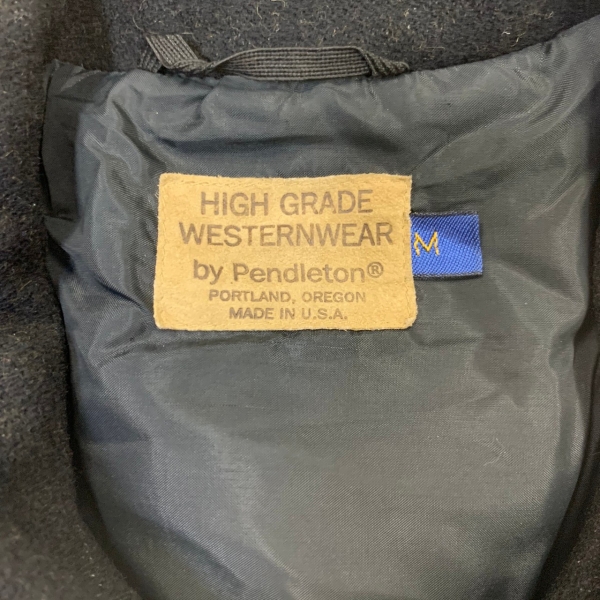 HIGH GRADE
WESTERNWEAR
by Pendleton®
PORTLAND, OREGON
MADE IN U.S.A.
M